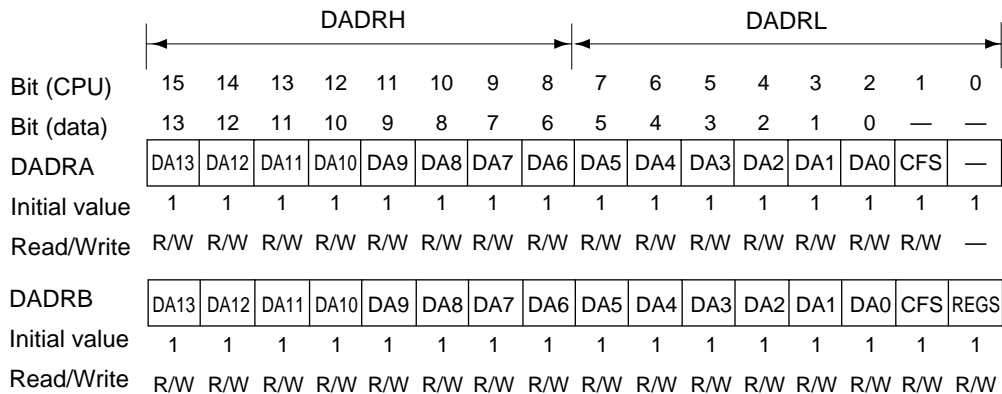 DADRH DADRL
Bit (CPU) 15 14 13 12 11 10 9 8 7 6 5 4 3 2 1 0
Bit (data) 13 12 11 10 9 8 7 6 5 4 3 2 1 0 — —
DADRA DA13 DA12 DA11 DA10 DA9 DA8 DA7 DA6 DA5 DA4 DA3 DA2 DA1 DA0 CFS —
Initial value 1 1 1 1 1 1 1 1 1 1 1 1 1 1 1 1
Read/Write R/W R/W R/W R/W R/W R/W R/W R/W R/W R/W R/W R/W R/W R/W R/W —
DADRB DA13 DA12 DA11 DA10 DA9 DA8 DA7 DA6 DA5 DA4 DA3 DA2 DA1 DA0 CFS REGS
Initial value 1 1 1 1 1 1 1 1 1 1 1 1 1 1 1 1
Read/Write R/W R/W R/W R/W R/W R/W R/W R/W R/W R/W R/W R/W R/W R/W R/W R/W